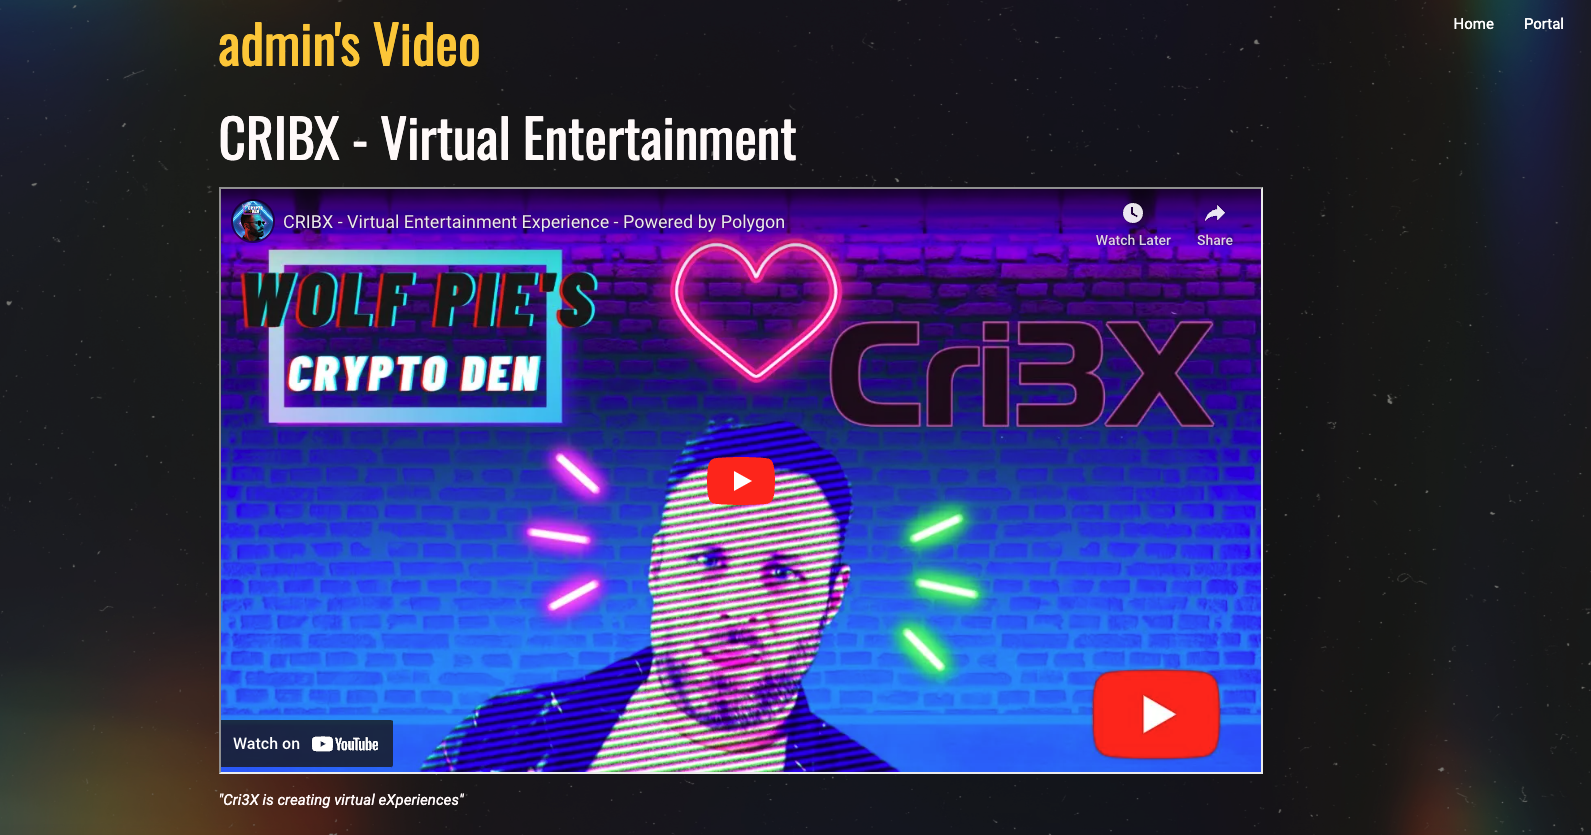 Home Portal
admin's Video
CRIBX - Virtual Entertainment
CRIBX - Virtual Entertainment Experience - Powered by Polygon
Watch Later Share
WOLF PIE'S
CRYPTO DEN
Cri3X
Watch on YouTube
"Cri3X is creating virtual eXperiences"